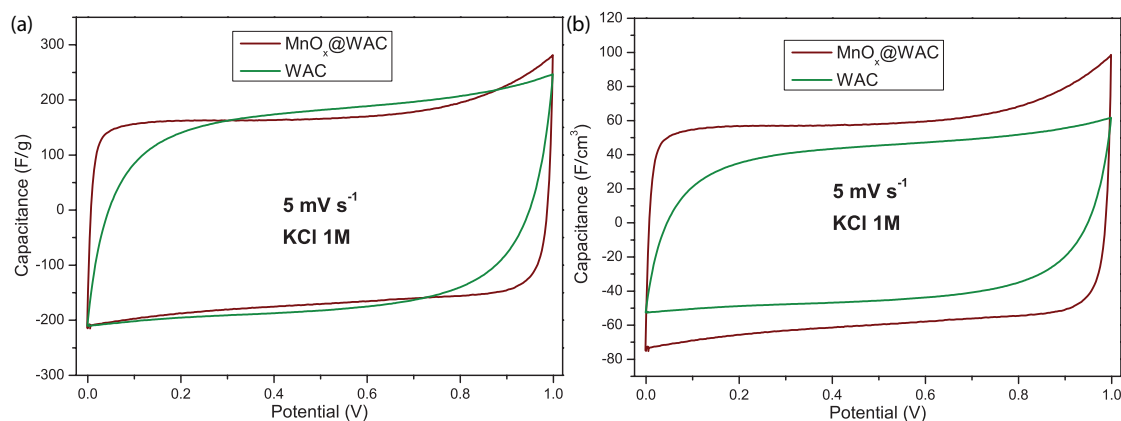 (a)
MnOₓ@WAC
WAC
Capacitance (F/g)
300
200
100
0
-100
-200
-300
5 mV s⁻¹
KCl 1M
0.0 0.2 0.4 0.6 0.8 1.0
Potential (V)
(b)
MnOₓ@WAC
WAC
Capacitance (F/cm³)
100
80
60
40
20
0
-20
-40
-60
-80
5 mV s⁻¹
KCl 1M
0.0 0.2 0.4 0.6 0.8 1.0
Potential (V)